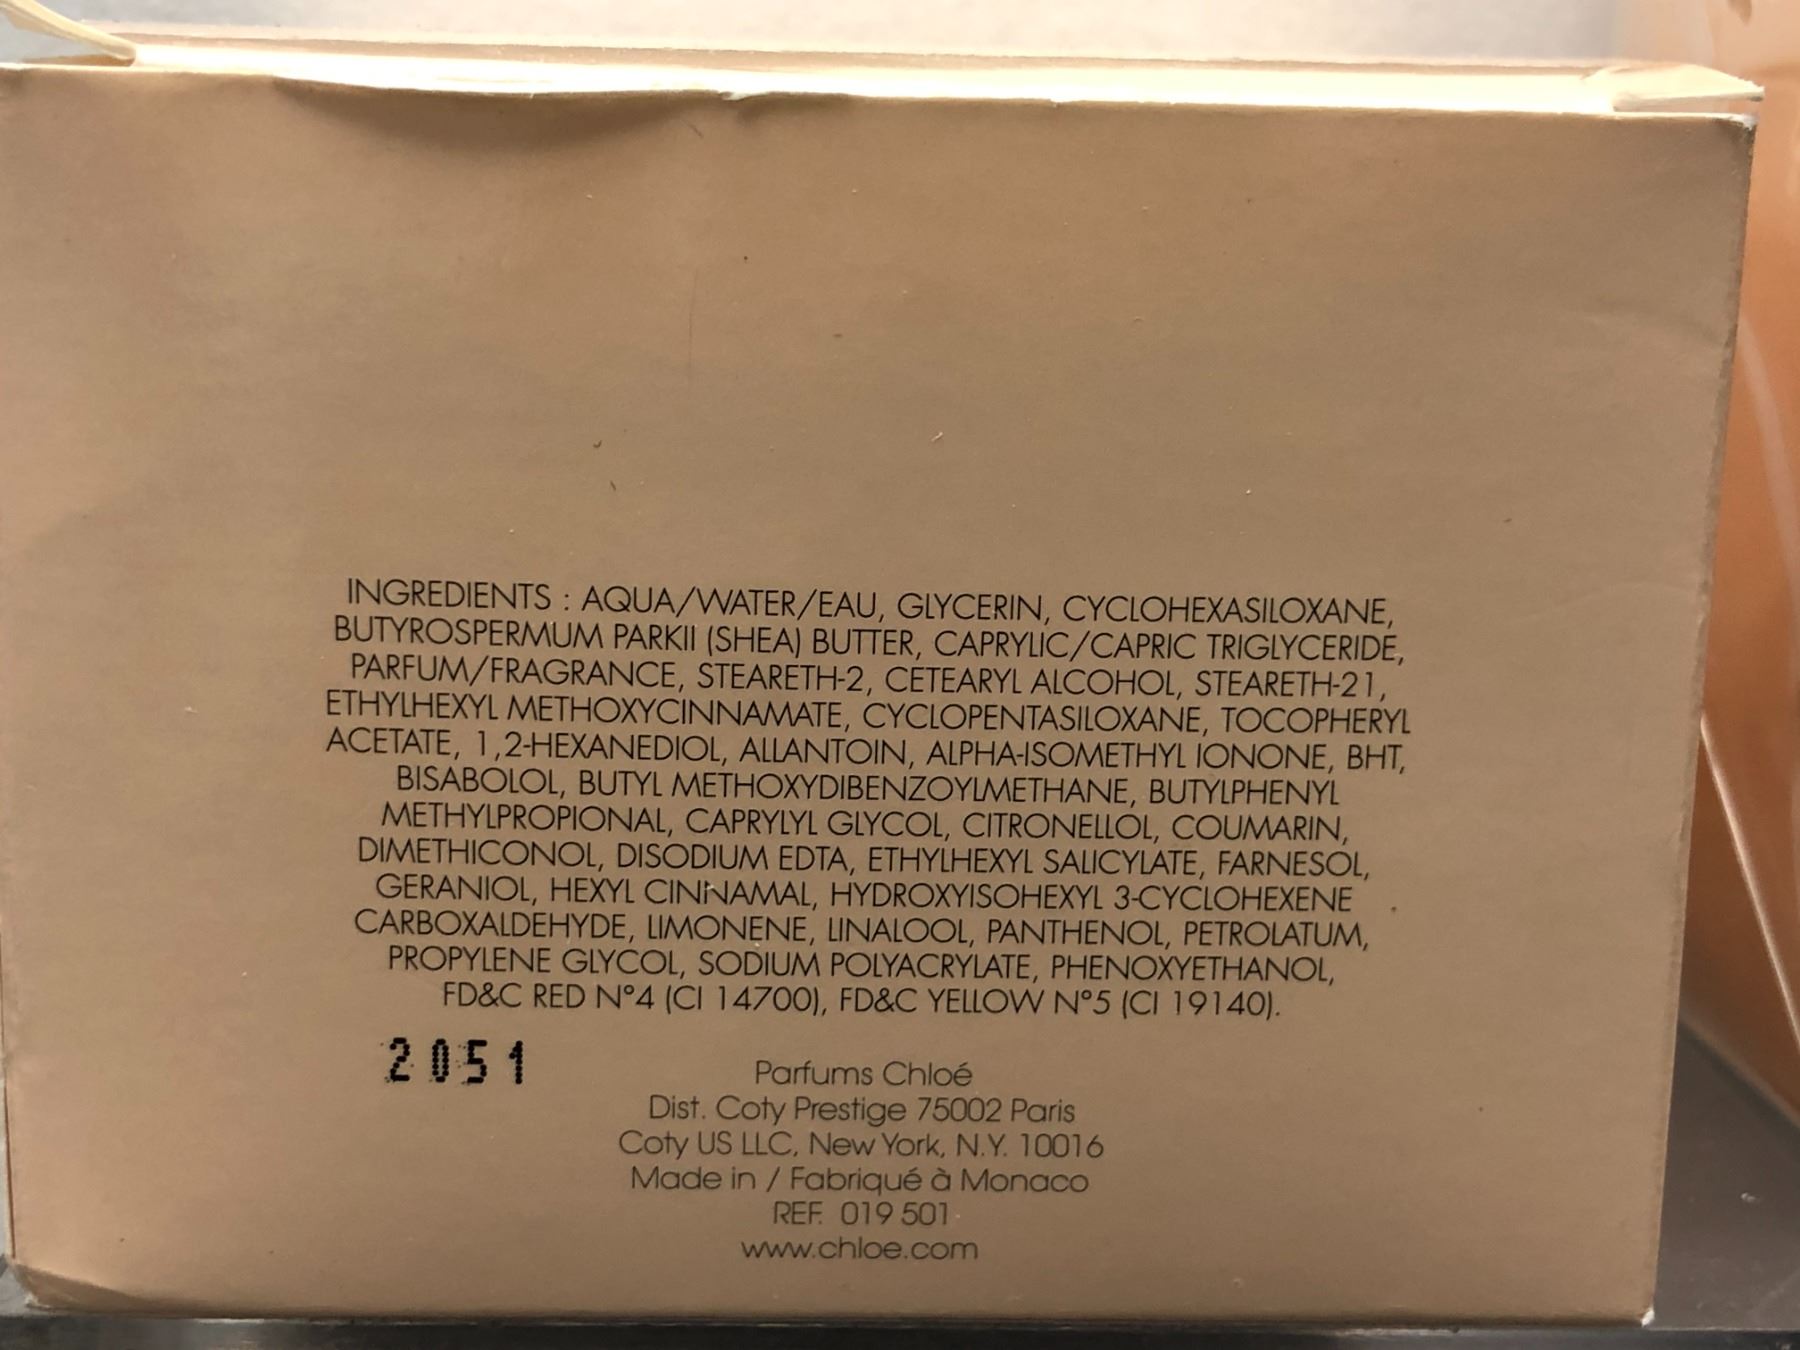 INGREDIENTS : AQUA/WATER/EAU, GLYCERIN, CYCLOHEXASILOXANE,
BUTYROSPERMUM PARKII (SHEA) BUTTER, CAPRYLIC/CAPRIC TRIGLYCERIDE,
PARFUM/FRAGRANCE, STEARETH-2, CETEARYL ALCOHOL, STEARETH-21,
ETHYLHEXYL METHOXYCINNAMATE, CYCLOPENTASILOXANE, TOCOPHERYL
ACETATE, 1,2-HEXANEDIOL, ALLANTOIN, ALPHA-ISOMETHYL IONONE, BHT,
BISABOLOL, BUTYL METHOXYDIBENZOYLMETHANE, BUTYLPHENYL
METHYLPROPIONAL, CAPRYLYL GLYCOL, CITRONELLOL, COUMARIN,
DIMETHICONOL, DISODIUM EDTA, ETHYLHEXYL SALICYLATE, FARNESOL,
GERANIOL, HEXYL CINNAMAL, HYDROXYISOHEXYL 3-CYCLOHEXENE
CARBOXALDEHYDE, LIMONENE, LINALOOL, PANTHENOL, PETROLATUM,
PROPYLENE GLYCOL, SODIUM POLYACRYLATE, PHENOXYETHANOL,
FD&C RED N°4 (CI 14700), FD&C YELLOW N°5 (CI 19140).
2051
Parfums Chloé
Dist. Coty Prestige 75002 Paris
Coty US LLC, New York, N.Y. 10016
Made in / Fabriqué à Monaco
REF. 019 501
www.chloe.com